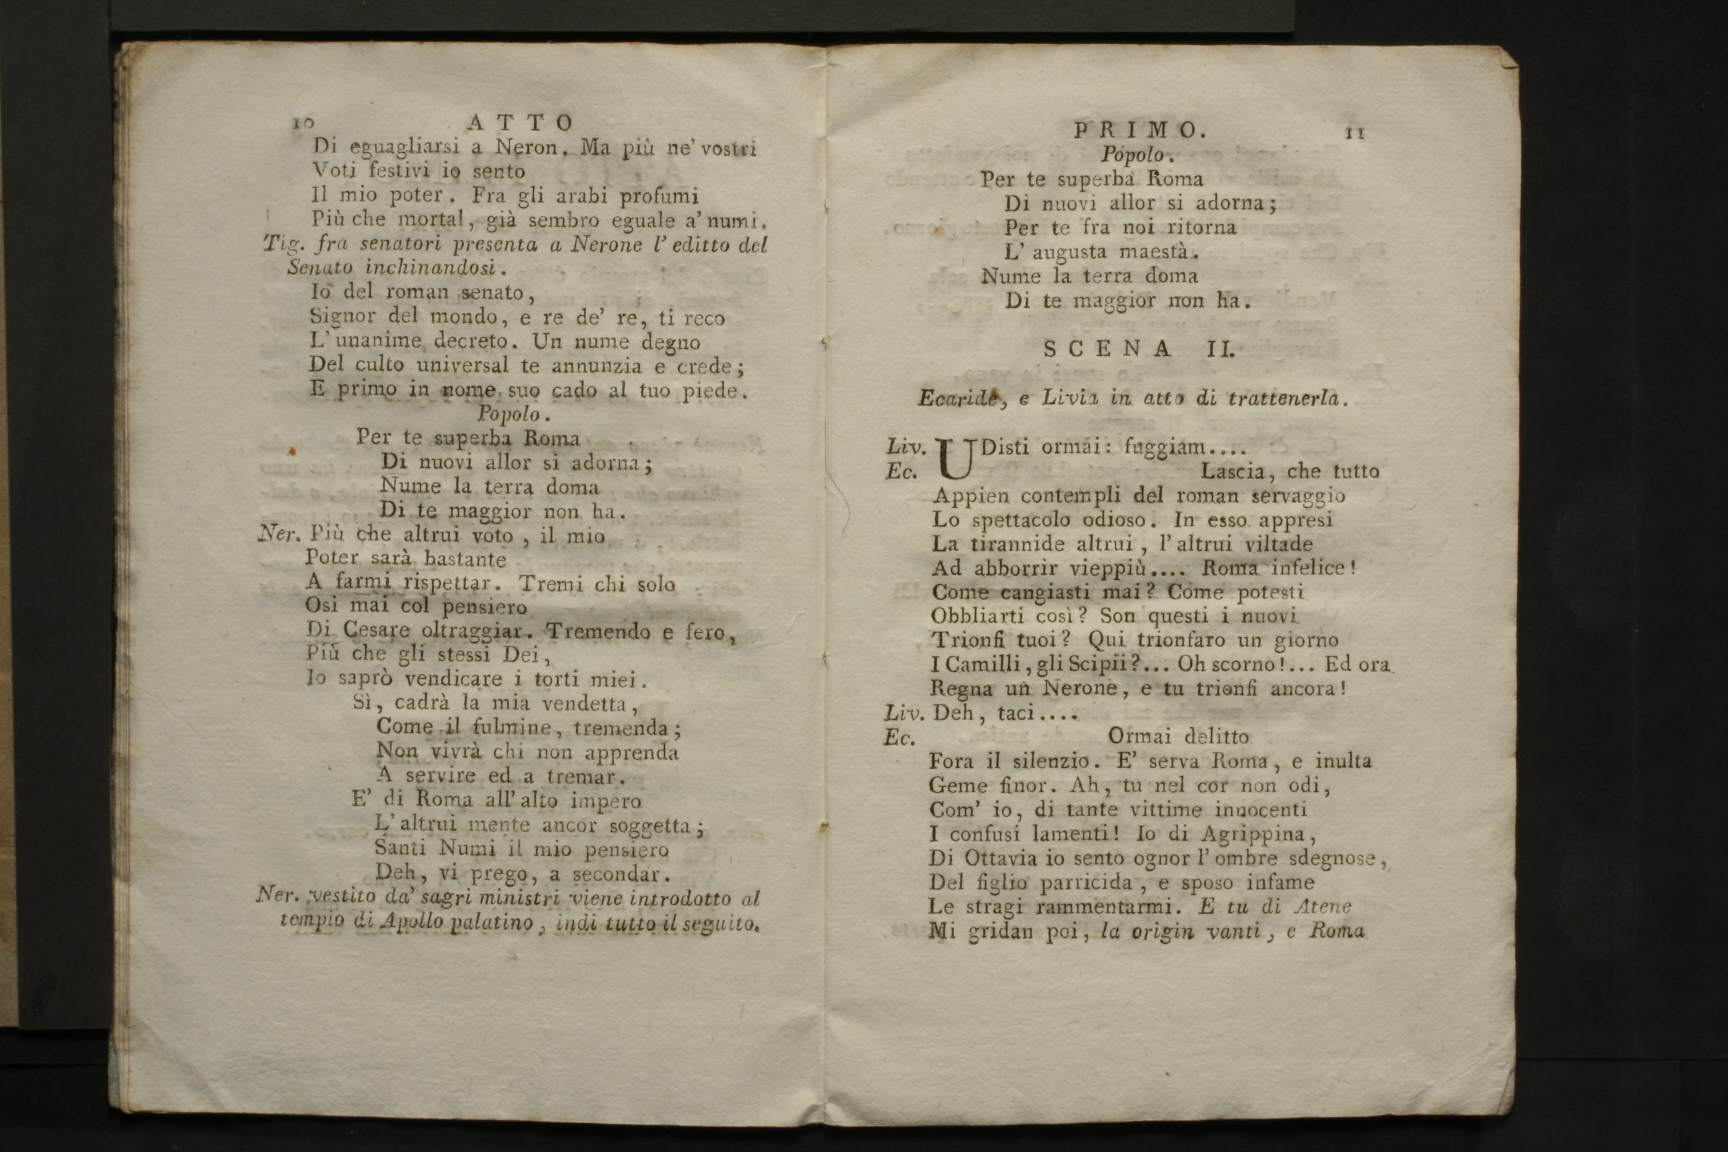 10 ATTO
Di eguagliarsi a Neron. Ma più ne' vostri
Voti festivi io sento
Il mio poter. Fra gli arabi profumi
Più che mortal, già sembro eguale a' numi.
Tig. fra senatori presenta a Nerone l' editto del
Senato inchinandosi.
Io del roman senato,
Signor del mondo, e re de' re, ti reco
L' unanime decreto. Un nume degno
Del culto universal te annunzia e crede;
E primo in nome suo cado al tuo piede.
Popolo.
Per te superba Roma
Di nuovi allor si adorna;
Nume la terra doma
Di te maggior non ha.
Ner. Più che altrui voto, il mio
Poter sarà bastante
A farmi rispettar. Tremi chi solo
Osi mai col pensiero
Di Cesare oltraggiar. Tremendo e fero,
Più che gli stessi Dei,
Io saprò vendicare i torti miei.
Sì, cadrà la mia vendetta,
Come il fulmine, tremenda;
Non vivrà chi non apprenda
A servire ed a tremar.
E' di Roma all' alto impero
L' altrui mente ancor soggetta;
Santi Numi il mio pensiero
Deh, vi prego, a secondar.
Ner. vestito da' sagri ministri viene introdotto al
tempio di Apollo palatino, indi tutto il seguito.
PRIMO. 11
Popolo.
Per te superba Roma
Di nuovi allor si adorna;
Per te fra noi ritorna
L' augusta maestà.
Nume la terra doma
Di te maggior non ha.
SCENA II.
Ecaride, e Livia in atto di trattenerla.
Liv. UDisti ormai: fuggiam....
Ec. Lascia, che tutto
Appien contempli del roman servaggio
Lo spettacolo odioso. In esso appresi
La tirannide altrui, l' altrui viltade
Ad abborrir vieppiù.... Roma infelice!
Come cangiasti mai? Come potesti
Obbliarti così? Son questi i nuovi
Trionfi tuoi? Qui trionfaro un giorno
I Camilli, gli Scipii?... Oh scorno!... Ed ora
Regna un Nerone, e tu trionfi ancora!
Liv. Deh, taci....
Ec. Ormai delitto
Fora il silenzio. E' serva Roma, e inulta
Geme finor. Ah, tu nel cor non odi,
Com' io, di tante vittime innocenti
I confusi lamenti! Io di Agrippina,
Di Ottavia io sento ognor l' ombre sdegnose,
Del figlio parricida, e sposo infame
Le stragi rammentarmi. E tu di Atene
Mi gridan poi, la origin vanti, e Roma